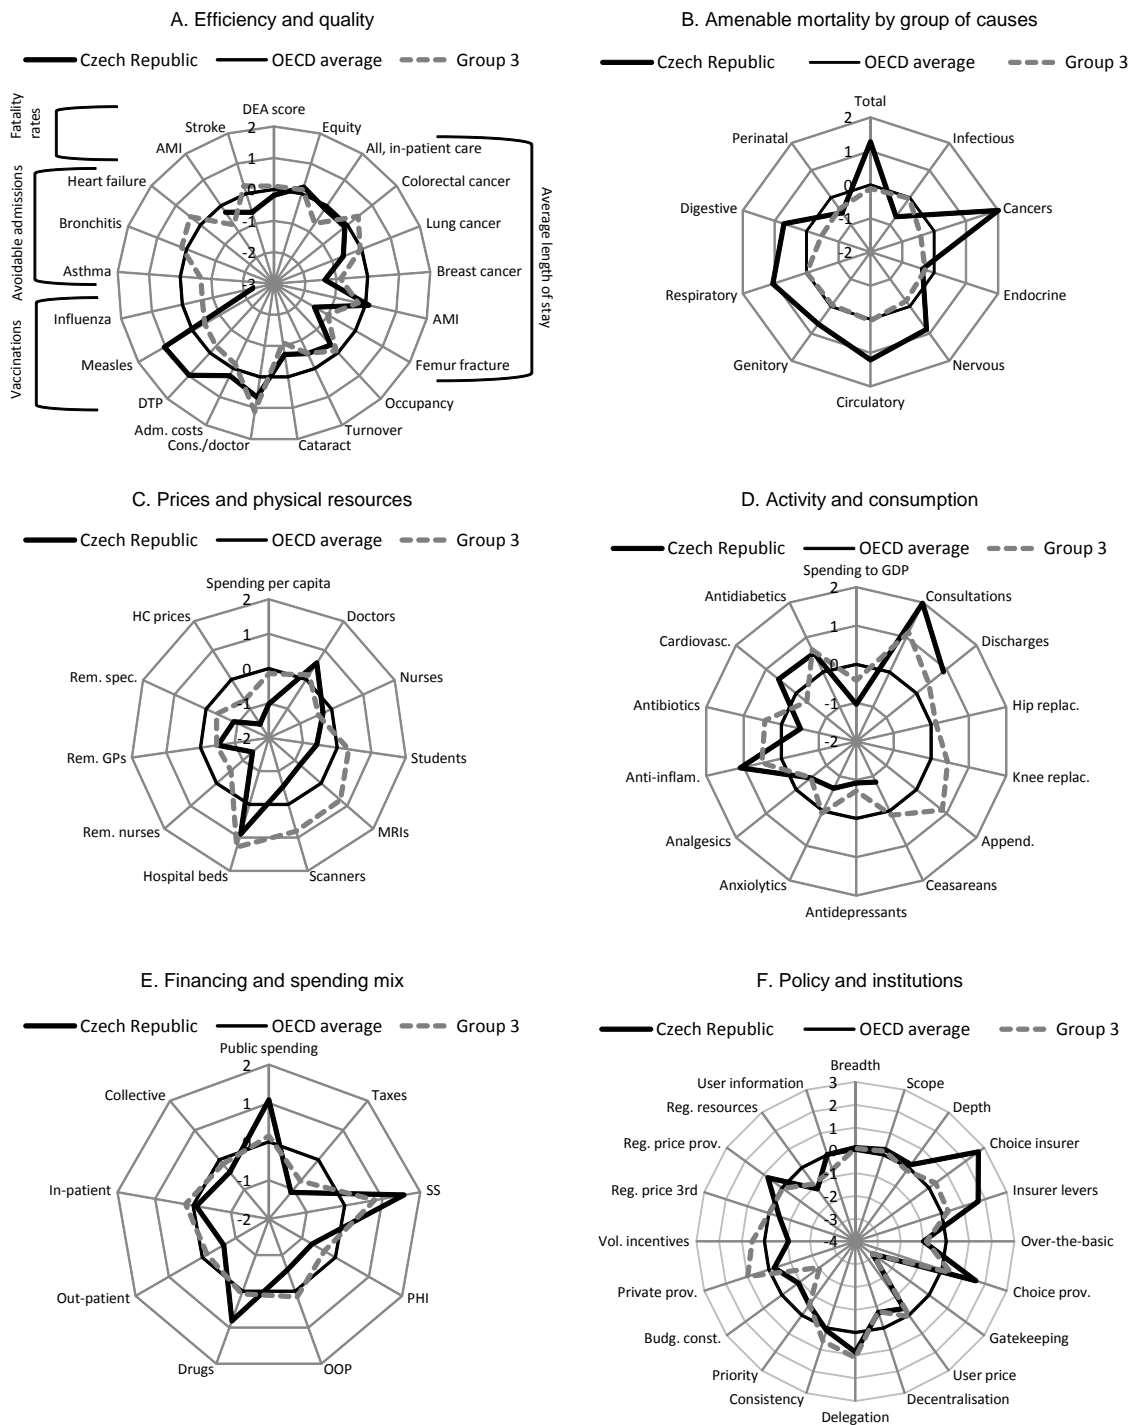 A. Efficiency and quality
Czech Republic OECD average Group 3
Fatality rates
Avoidable admissions
Vaccinations
Average length of stay
DEA score
Equity
All, in-patient care
Colorectal cancer
Lung cancer
Breast cancer
AMI
Femur fracture
Occupancy
Turnover
Cataract
Cons./doctor
Adm. costs
DTP
Measles
Influenza
Asthma
Bronchitis
Heart failure
AMI
Stroke
2
1
0
-1
-2
-3
B. Amenable mortality by group of causes
Czech Republic OECD average Group 3
Total
Infectious
Cancers
Endocrine
Nervous
Circulatory
Genitory
Respiratory
Digestive
Perinatal
2
1
0
-1
-2
C. Prices and physical resources
Czech Republic OECD average Group 3
Spending per capita
Doctors
Nurses
Students
MRIs
Scanners
Hospital beds
Rem. nurses
Rem. GPs
Rem. spec.
HC prices
2
1
0
-1
-2
D. Activity and consumption
Czech Republic OECD average Group 3
Spending to GDP
Consultations
Discharges
Hip replac.
Knee replac.
Append.
Ceasareans
Antidepressants
Anxiolytics
Analgesics
Anti-inflam.
Antibiotics
Cardiovasc.
Antidiabetics
2
1
0
-1
-2
E. Financing and spending mix
Czech Republic OECD average Group 3
Public spending
Taxes
SS
PHI
OOP
Drugs
Out-patient
In-patient
Collective
2
1
0
-1
-2
F. Policy and institutions
Czech Republic OECD average Group 3
Breadth
Scope
Depth
Choice insurer
Insurer levers
Over-the-basic
Choice prov.
Gatekeeping
User price
Decentralisation
Delegation
Consistency
Priority
Budg. const.
Private prov.
Vol. incentives
Reg. price 3rd
Reg. price prov.
Reg. resources
User information
3
2
1
0
-1
-2
-3
-4